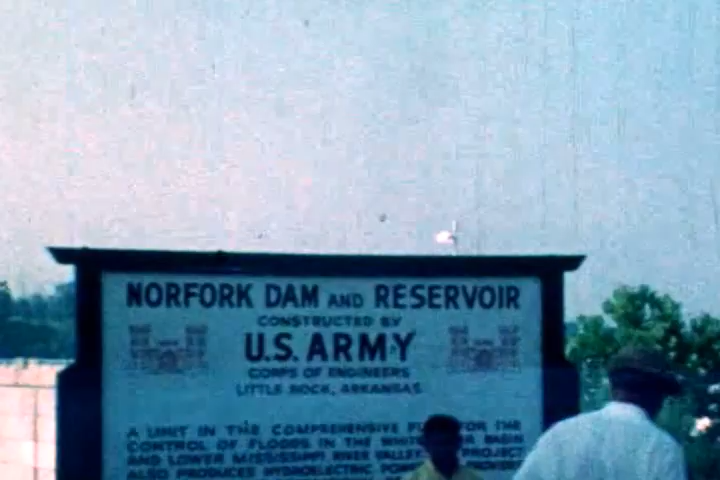 NORFORK DAM AND RESERVOIR
CONSTRUCTED BY
U.S. ARMY
CORPS OF ENGINEERS
LITTLE ROCK, ARKANSAS
A UNIT IN THE COMPREHENSIVE FOR THE
CONTROL OF FLOODS IN THE WHITE BASIN
AND LOWER MISSISSIPPI RIVER VALLEY PROJECT
ALSO PRODUCES HYDROELECTRIC